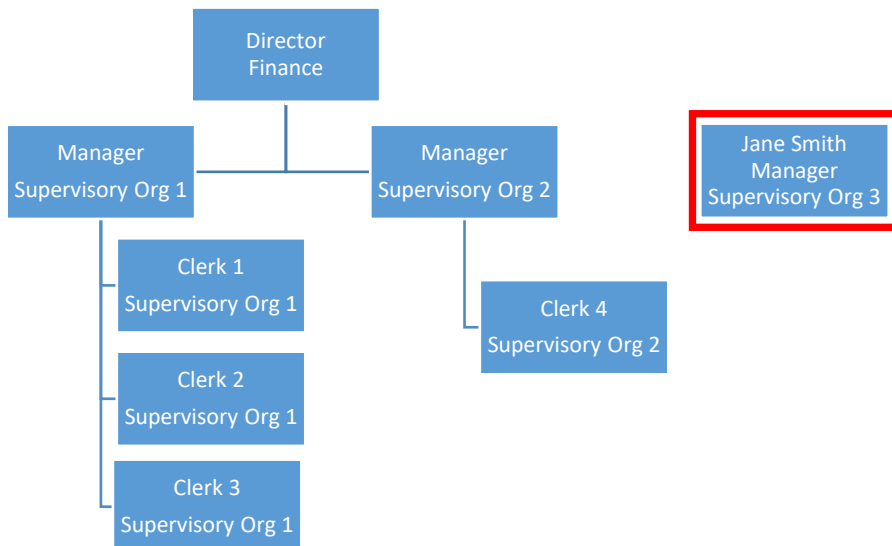 Director
Finance
Manager
Supervisory Org 1
Manager
Supervisory Org 2
Jane Smith
Manager
Supervisory Org 3
Clerk 1
Supervisory Org 1
Clerk 4
Supervisory Org 2
Clerk 2
Supervisory Org 1
Clerk 3
Supervisory Org 1